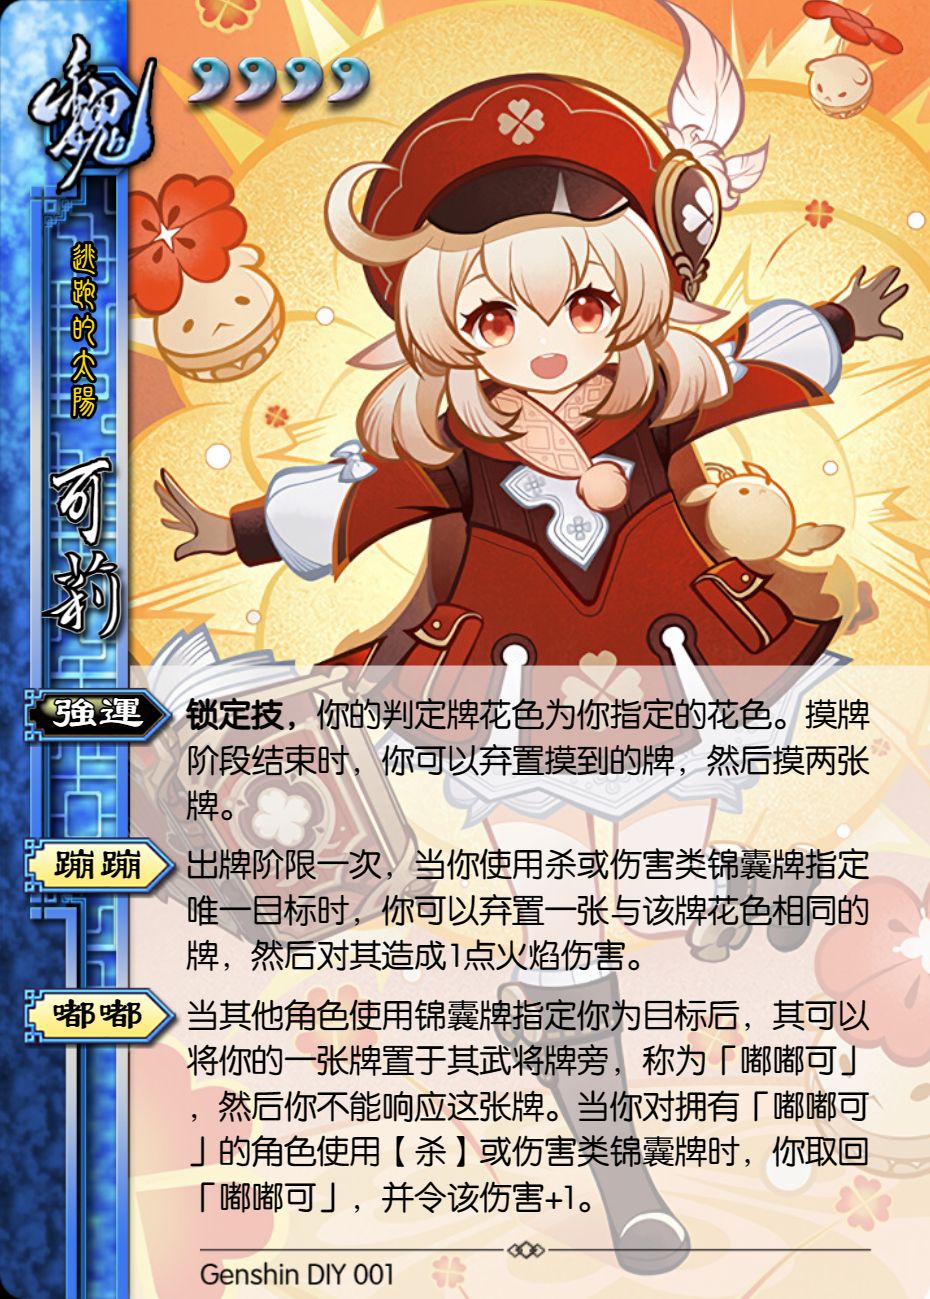 魏
逃跑的太陽
可莉
強運
锁定技，你的判定牌花色为你指定的花色。摸牌
阶段结束时，你可以弃置摸到的牌，然后摸两张
牌。
蹦蹦
出牌阶限一次，当你使用杀或伤害类锦囊牌指定
唯一目标时，你可以弃置一张与该牌花色相同的
牌，然后对其造成1点火焰伤害。
嘟嘟
当其他角色使用锦囊牌指定你为目标后，其可以
将你的一张牌置于其武将牌旁，称为「嘟嘟可」
，然后你不能响应这张牌。当你对拥有「嘟嘟可
」的角色使用【杀】或伤害类锦囊牌时，你取回
「嘟嘟可」，并令该伤害+1。
Genshin DIY 001